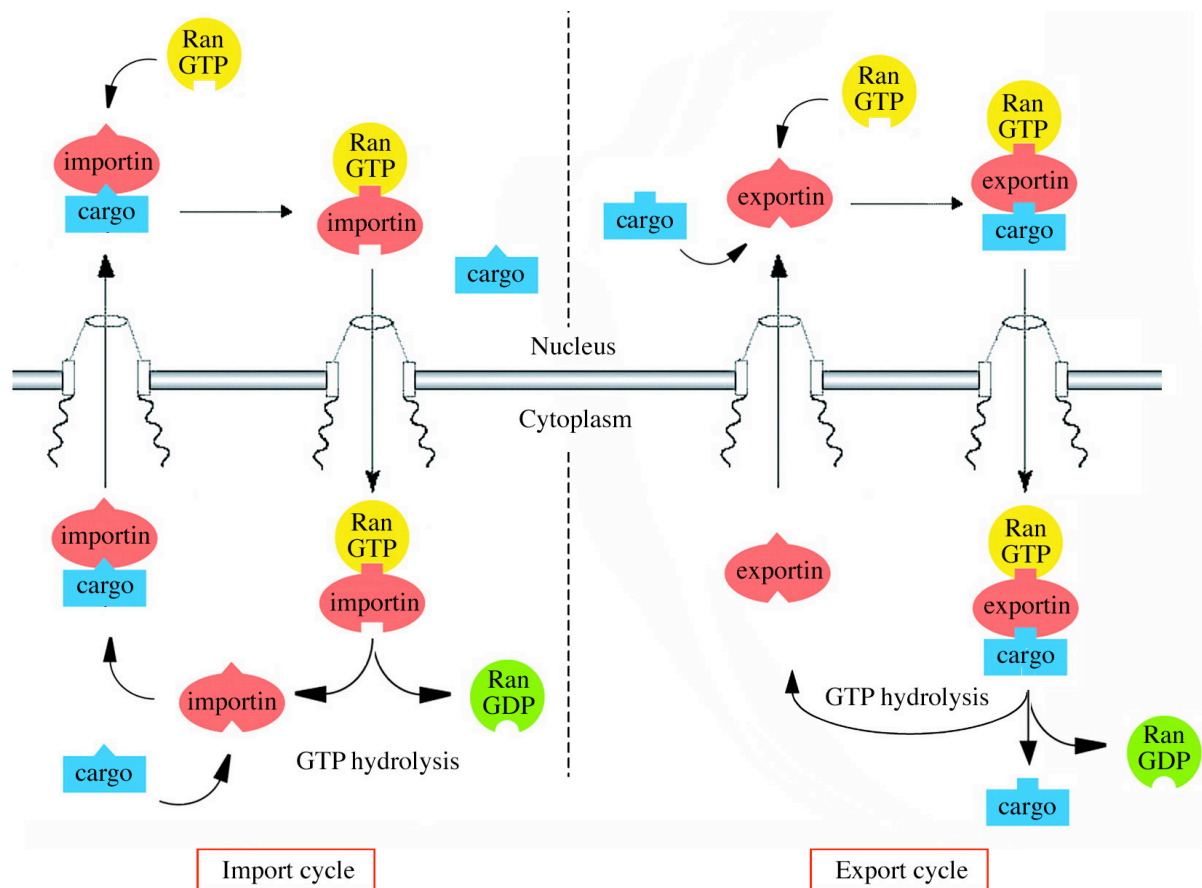 Ran
GTP
importin
cargo
Ran
GTP
importin
cargo
Ran
GTP
exportin
cargo
Ran
GTP
exportin
cargo
Nucleus
Cytoplasm
importin
cargo
Ran
GTP
importin
importin
cargo
Ran
GDP
GTP hydrolysis
exportin
Ran
GTP
exportin
cargo
GTP hydrolysis
cargo
Ran
GDP
Import cycle
Export cycle